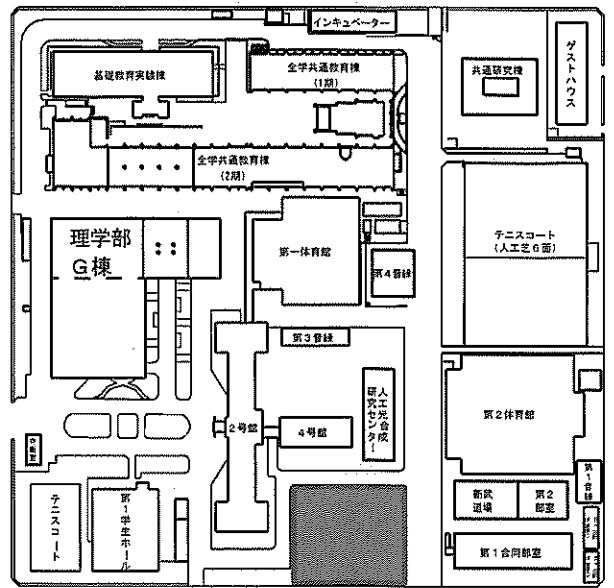 インキュベーター
基礎教育実験棟
全学共通教育棟
(1期)
共通研究棟
ゲストハウス
全学共通教育棟
(2期)
理学部
G棟
第一体育館
第4音錬
テニスコート
(人工芝6面)
第3音錬
2号館
4号館
人工光合成
研究センター
第2体育館
テニスコート
第1学生ホール
新武
道場
第2
部室
第1音錬
第1合同部室